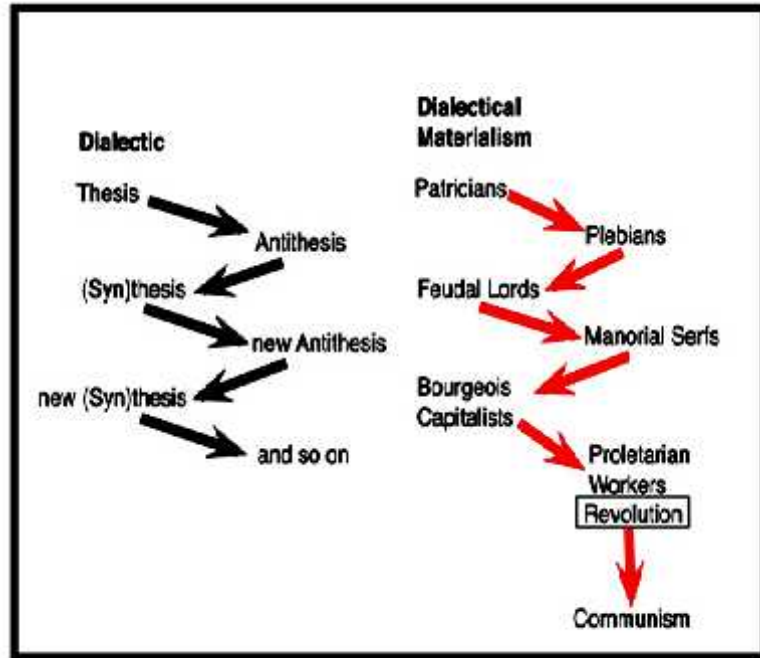 Dialectic
Thesis
Antithesis
(Syn)thesis
new Antithesis
new (Syn)thesis
and so on
Dialectical
Materialism
Patricians
Plebians
Feudal Lords
Manorial Serfs
Bourgeois
Capitalists
Proletarian
Workers
Revolution
Communism